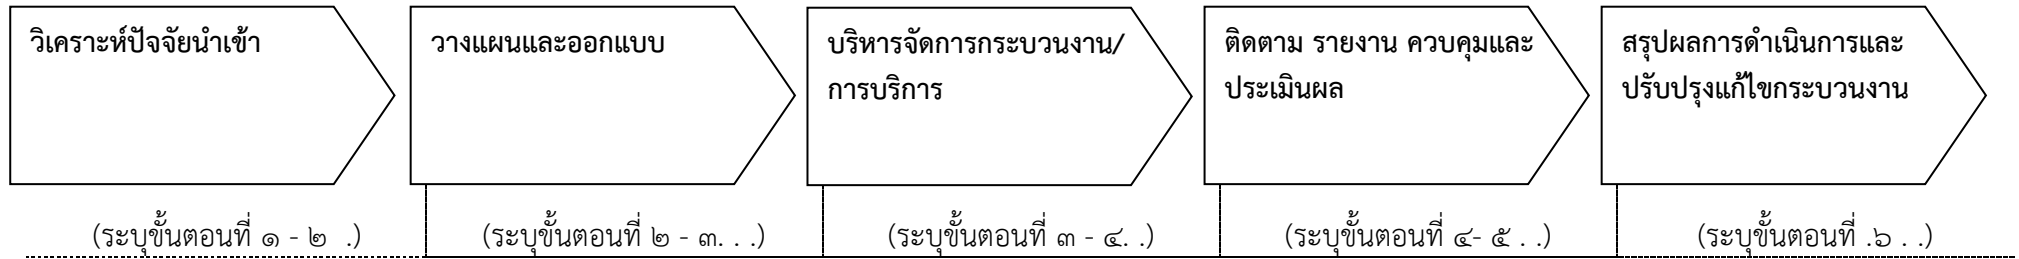 วิเคราะห์ปัจจัยนำเข้า
วางแผนและออกแบบ
บริหารจัดการกระบวนงาน/
การบริการ
ติดตาม รายงาน ควบคุมและ
ประเมินผล
สรุปผลการดำเนินการและ
ปรับปรุงแก้ไขกระบวนงาน
(ระบุขั้นตอนที่ ๑ - ๒ .)
(ระบุขั้นตอนที่ ๒ - ๓. . .)
(ระบุขั้นตอนที่ ๓ - ๔. .)
(ระบุขั้นตอนที่ ๔- ๕ . .)
(ระบุขั้นตอนที่ .๖ . .)